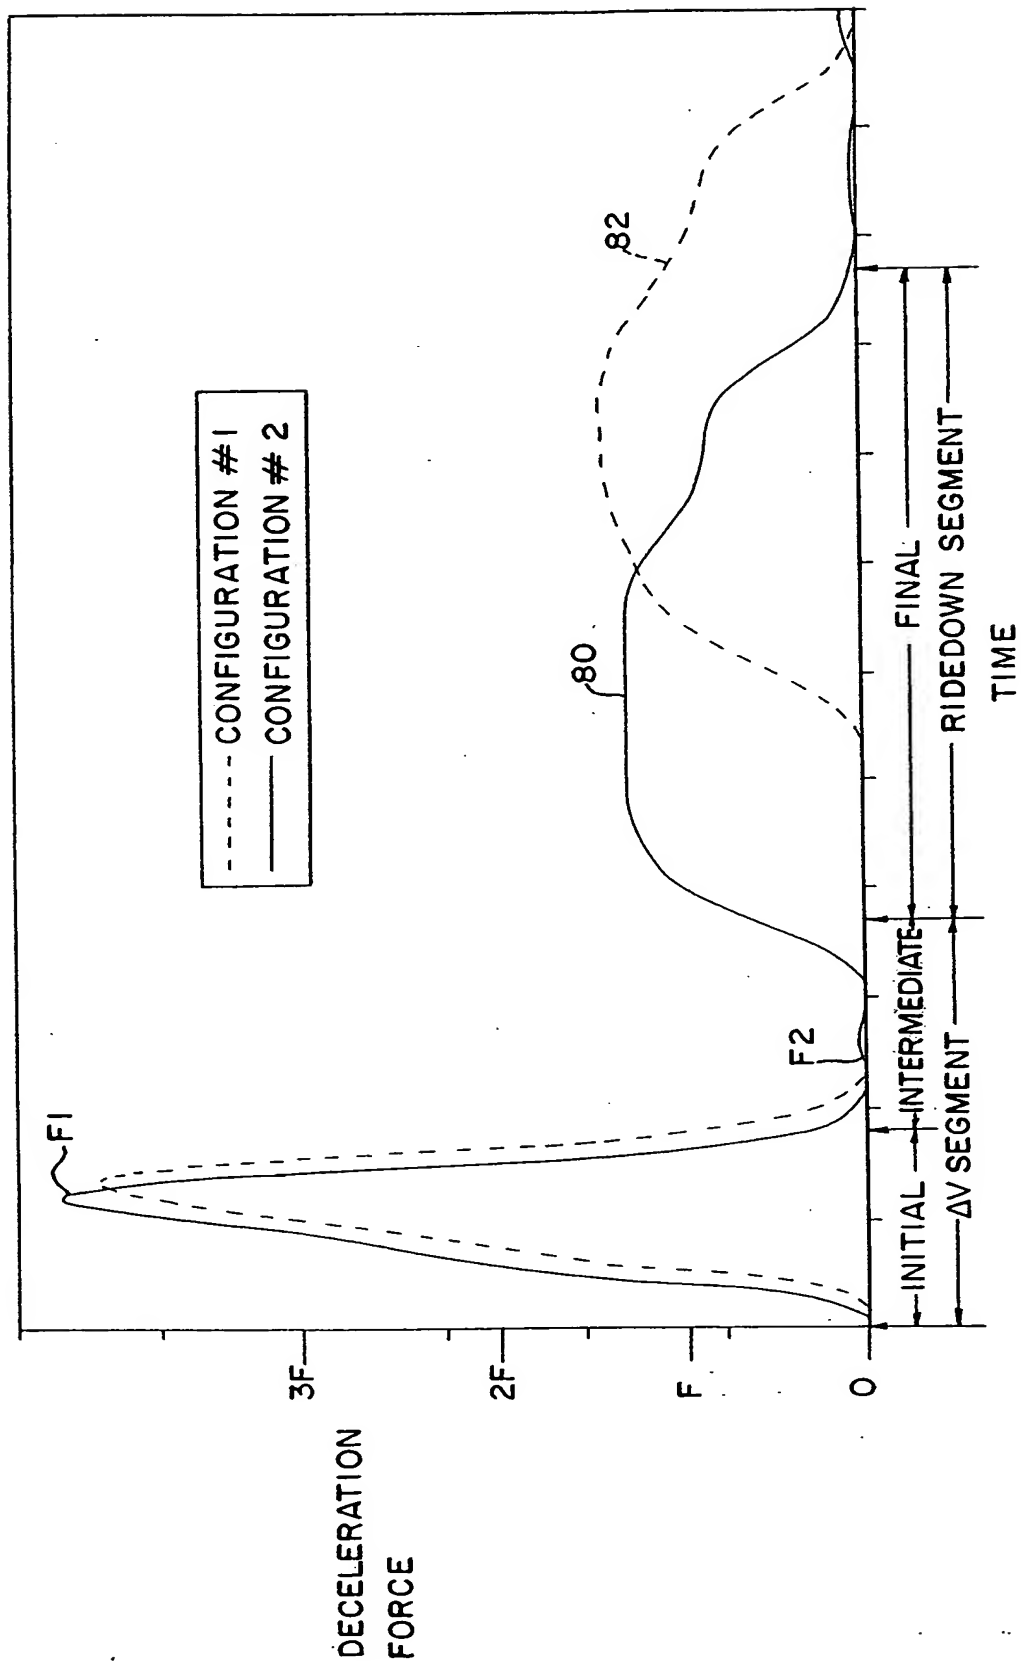 DECELERATION
FORCE
3F
2F
F
0
F1
F2
80
82
CONFIGURATION #1
CONFIGURATION #2
INITIAL
INTERMEDIATE
FINAL
ΔV SEGMENT
RIDEDOWN SEGMENT
TIME